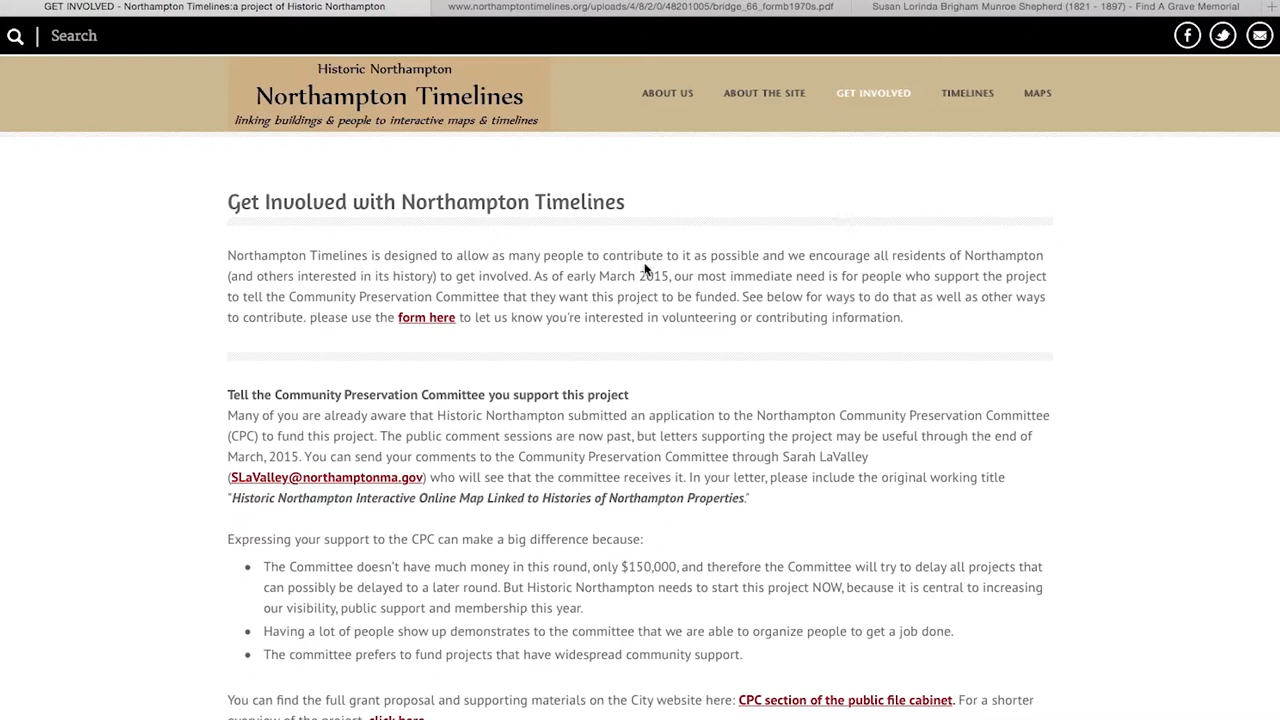 GET INVOLVED - Northampton Timelines:a project of Historic Northampton
www.northamptontimelines.org/uploads/4/8/2/0/48201005/bridge_66_formb1970s.pdf
Susan Lorinda Brigham Munroe Shepherd (1821 - 1897) - Find A Grave Memorial
Search
Historic Northampton
Northampton Timelines
linking buildings & people to interactive maps & timelines
ABOUT US
ABOUT THE SITE
GET INVOLVED
TIMELINES
MAPS
Get Involved with Northampton Timelines
Northampton Timelines is designed to allow as many people to contribute to it as possible and we encourage all residents of Northampton
(and others interested in its history) to get involved. As of early March 2015, our most immediate need is for people who support the project
to tell the Community Preservation Committee that they want this project to be funded. See below for ways to do that as well as other ways
to contribute. please use the form here to let us know you're interested in volunteering or contributing information.
Tell the Community Preservation Committee you support this project
Many of you are already aware that Historic Northampton submitted an application to the Northampton Community Preservation Committee
(CPC) to fund this project. The public comment sessions are now past, but letters supporting the project may be useful through the end of
March, 2015. You can send your comments to the Community Preservation Committee through Sarah LaValley
(SLaValley@northamptonma.gov) who will see that the committee receives it. In your letter, please include the original working title
"Historic Northampton Interactive Online Map Linked to Histories of Northampton Properties."
Expressing your support to the CPC can make a big difference because:
• The Committee doesn't have much money in this round, only $150,000, and therefore the Committee will try to delay all projects that
can possibly be delayed to a later round. But Historic Northampton needs to start this project NOW, because it is central to increasing
our visibility, public support and membership this year.
• Having a lot of people show up demonstrates to the committee that we are able to organize people to get a job done.
• The committee prefers to fund projects that have widespread community support.
You can find the full grant proposal and supporting materials on the City website here: CPC section of the public file cabinet. For a shorter
overview of the project, click here.